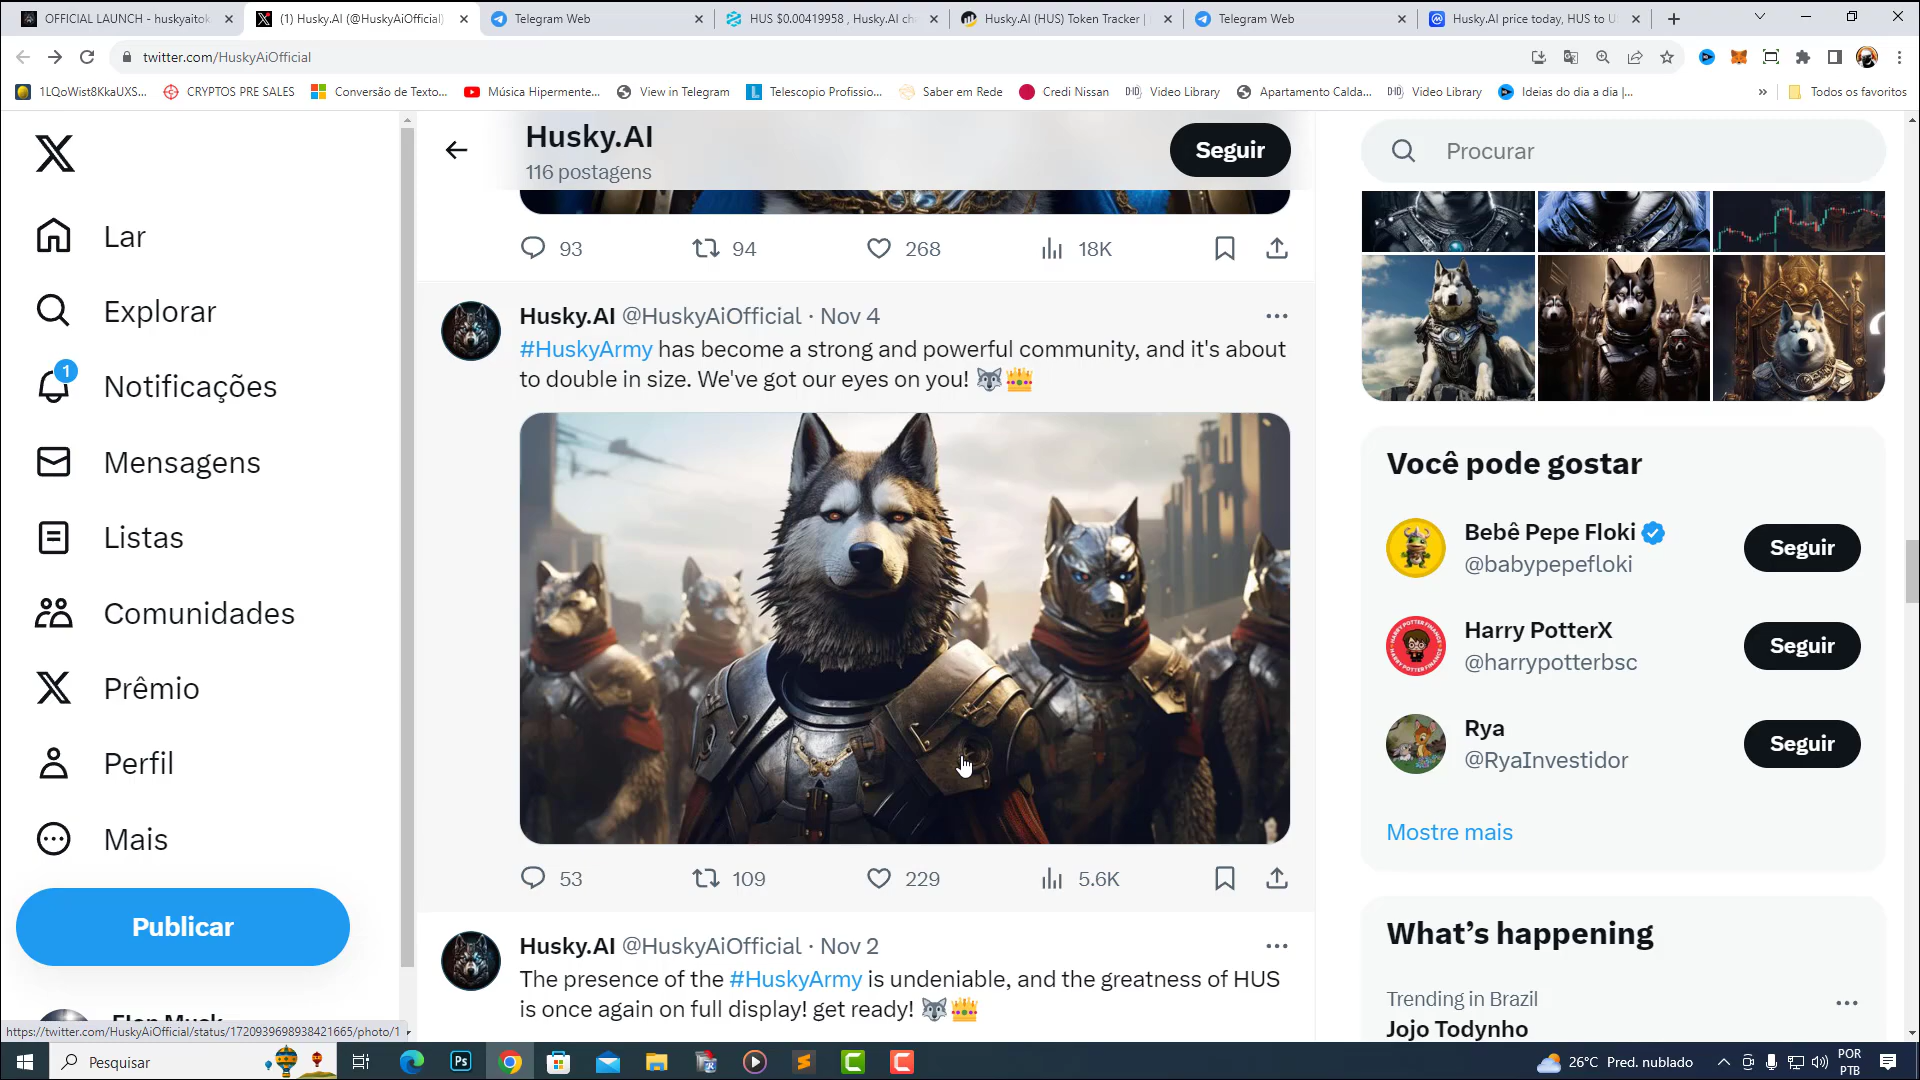 OFFICIAL LAUNCH - huskyaitok
(1) Husky.AI (@HuskyAiOfficial)
Telegram Web
HUS $0.00419958 , Husky.AI ch
Husky.AI (HUS) Token Tracker |
Telegram Web
Husky.AI price today, HUS to U
twitter.com/HuskyAiOfficial
1LQoWist8KkaUXS...
CRYPTOS PRE SALES
Conversão de Texto...
Música Hipermente...
View in Telegram
Telescopio Profissio...
Saber em Rede
Credi Nissan
Video Library
Apartamento Calda...
Video Library
Ideias do dia a dia |...
»
Todos os favoritos
Lar
Explorar
1
Notificações
Mensagens
Listas
Comunidades
Prêmio
Perfil
Mais
Publicar
Elon Musk
https://twitter.com/HuskyAiOfficial/status/1720939698938421665/photo/1
Husky.AI
116 postagens
Seguir
93
94
268
18K
Husky.AI @HuskyAiOfficial · Nov 4
#HuskyArmy has become a strong and powerful community, and it's about
to double in size. We've got our eyes on you! 🐺👑
53
109
229
5.6K
Husky.AI @HuskyAiOfficial · Nov 2
The presence of the #HuskyArmy is undeniable, and the greatness of HUS
is once again on full display! get ready! 🐺👑
Procurar
Você pode gostar
Bebê Pepe Floki
@babypepefloki
Seguir
HARRY POTTER FINANCE
Harry PotterX
@harrypotterbsc
Seguir
Rya
@RyaInvestidor
Seguir
Mostre mais
What's happening
Trending in Brazil
Jojo Todynho
Pesquisar
Ps
26°C Pred. nublado
POR
PTB